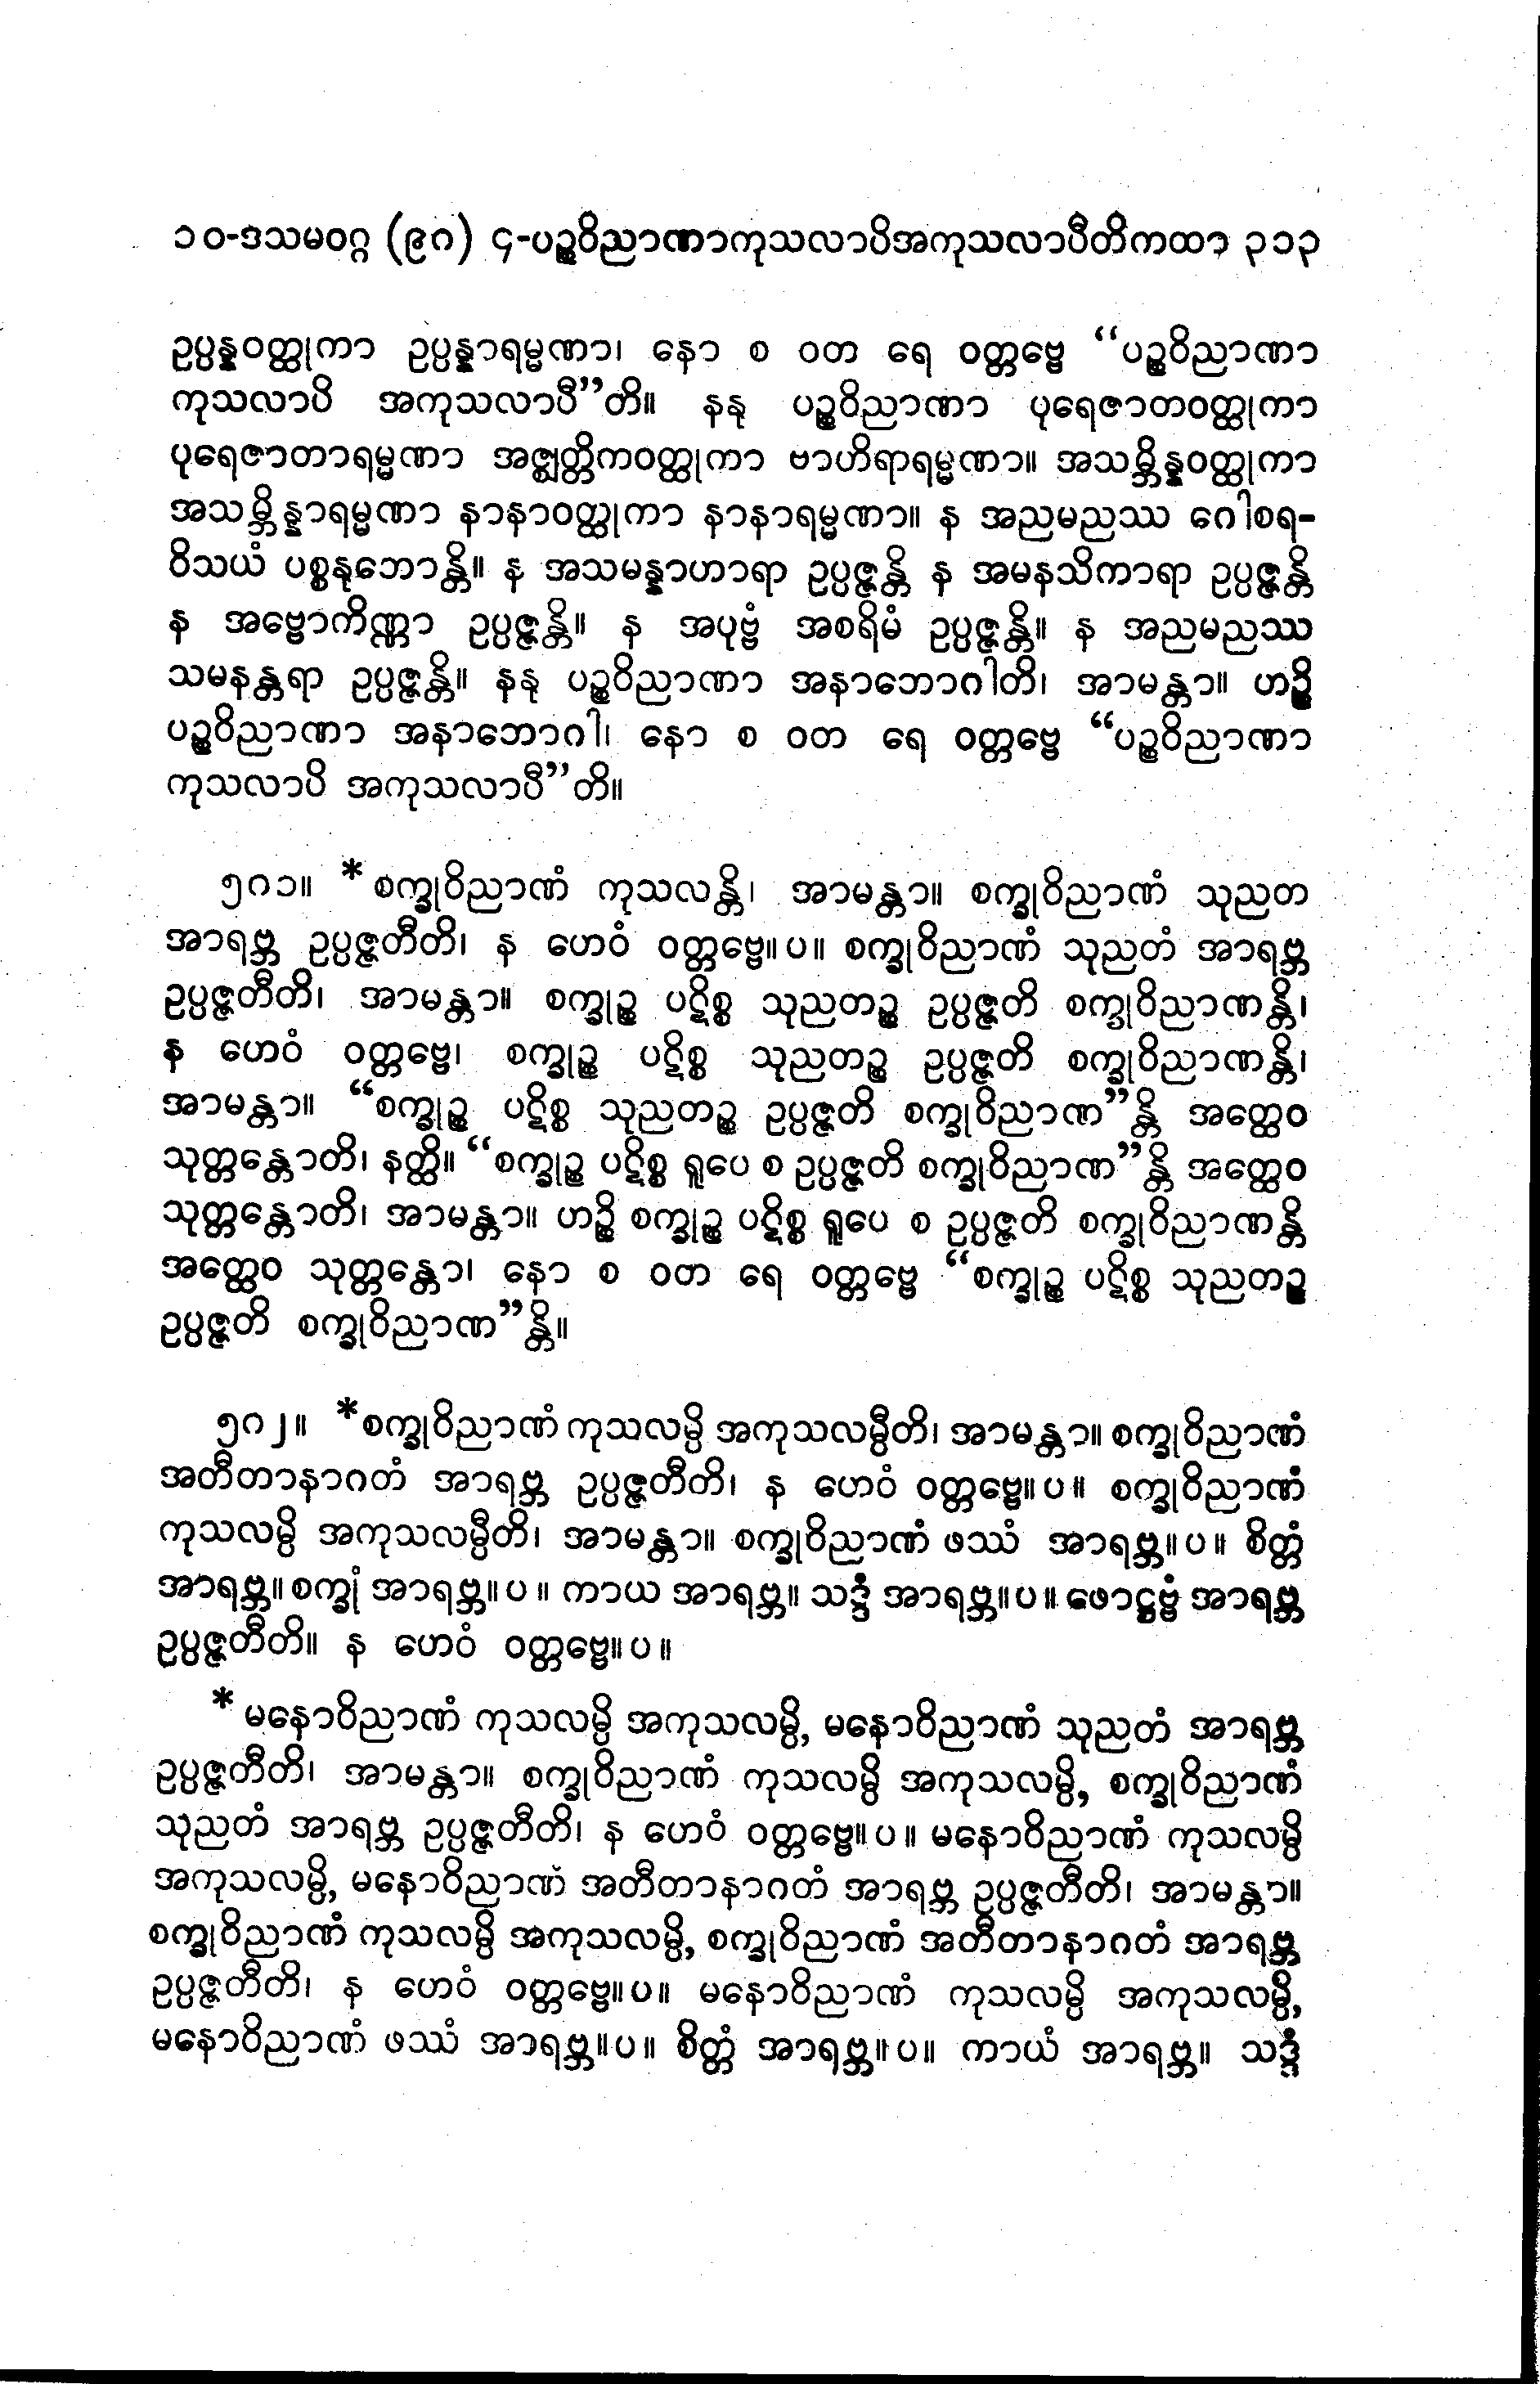 ၁၀-ဒသမဝဂ္ဂ (၉ဂ) ၄-ပဉ္စဝိညာဏာကုသလာပိအကုသလာပီတိကထာ ၃၁၃
ဥပ္ပန္နဝတ္ထုကာ ဥပ္ပန္နာရမ္မဏာ၊ နော စ ဝတ ရေ ဝတ္တဗ္ဗေ “ပဉ္စဝိညာဏာ
ကုသလာပိ အကုသလာပီ”တိ။ နနု ပဉ္စဝိညာဏာ ပုရေဇာတဝတ္ထုကာ
ပုရေဇာတာရမ္မဏာ အဇ္ဈတ္တိကဝတ္ထုကာ ဗာဟိရာရမ္မဏာ။ အသမ္ဘိန္နဝတ္ထုကာ
အသမ္ဘိန္နာရမ္မဏာ နာနာဝတ္ထုကာ နာနာရမ္မဏာ။ န အညမညဿ ဂေါစရ-
ဝိသယံ ပစ္စနုဘောန္တိ။ န အသမန္နာဟာရာ ဥပ္ပဇ္ဇန္တိ န အမနသိကာရာ ဥပ္ပဇ္ဇန္တိ
န အဗ္ဗောကိဏ္ဏာ ဥပ္ပဇ္ဇန္တိ။ န အပုဗ္ဗံ အစရိမံ ဥပ္ပဇ္ဇန္တိ။ န အညမညဿ
သမနန္တရာ ဥပ္ပဇ္ဇန္တိ။ နနု ပဉ္စဝိညာဏာ အနာဘောဂါတိ၊ အာမန္တာ။ ဟဉ္စိ
ပဉ္စဝိညာဏာ အနာဘောဂါ၊ နော စ ဝတ ရေ ဝတ္တဗ္ဗေ “ပဉ္စဝိညာဏာ
ကုသလာပိ အကုသလာပီ”တိ။
၅ဂ၁။ *စက္ခုဝိညာဏံ ကုသလန္တိ၊ အာမန္တာ။ စက္ခုဝိညာဏံ သုညတ
အာရဗ္ဘ ဥပ္ပဇ္ဇတီတိ၊ န ဟေဝံ ဝတ္တဗ္ဗေ။ပ။ စက္ခုဝိညာဏံ သုညတံ အာရဗ္ဘ
ဥပ္ပဇ္ဇတီတိ၊ အာမန္တာ။ စက္ခုဉ္စ ပဋိစ္စ သုညတဉ္စ ဥပ္ပဇ္ဇတိ စက္ခုဝိညာဏန္တိ၊
န ဟေဝံ ဝတ္တဗ္ဗေ၊ စက္ခုဉ္စ ပဋိစ္စ သုညတဉ္စ ဥပ္ပဇ္ဇတိ စက္ခုဝိညာဏန္တိ၊
အာမန္တာ။ “စက္ခုဉ္စ ပဋိစ္စ သုညတဉ္စ ဥပ္ပဇ္ဇတိ စက္ခုဝိညာဏ”န္တိ အတ္ထေဝ
သုတ္တန္တောတိ၊ နတ္ထိ။ “စက္ခုဉ္စ ပဋိစ္စ ရူပေ စ ဥပ္ပဇ္ဇတိ စက္ခုဝိညာဏ”န္တိ အတ္ထေဝ
သုတ္တန္တောတိ၊ အာမန္တာ။ ဟဉ္စိ စက္ခုဉ္စ ပဋိစ္စ ရူပေ စ ဥပ္ပဇ္ဇတိ စက္ခုဝိညာဏန္တိ
အတ္ထေဝ သုတ္တန္တော၊ နော စ ဝတ ရေ ဝတ္တဗ္ဗေ “စက္ခုဉ္စ ပဋိစ္စ သုညတဉ္စ
ဥပ္ပဇ္ဇတိ စက္ခုဝိညာဏ”န္တိ။
၅ဂ၂။ *စက္ခုဝိညာဏံ ကုသလမ္ပိ အကုသလမ္ပီတိ၊ အာမန္တာ။ စက္ခုဝိညာဏံ
အတီတာနာဂတံ အာရဗ္ဘ ဥပ္ပဇ္ဇတီတိ၊ န ဟေဝံ ဝတ္တဗ္ဗေ။ပ။ စက္ခုဝိညာဏံ
ကုသလမ္ပိ အကုသလမ္ပီတိ၊ အာမန္တာ။ စက္ခုဝိညာဏံ ဖဿံ အာရဗ္ဘ။ပ။ စိတ္တံ
အာရဗ္ဘ။ စက္ခုံ အာရဗ္ဘ။ပ။ ကာယ အာရဗ္ဘ။ သဒ္ဒံ အာရဗ္ဘ။ပ။ ဖောဋ္ဌဗ္ဗံ အာရဗ္ဘ
ဥပ္ပဇ္ဇတီတိ။ န ဟေဝံ ဝတ္တဗ္ဗေ။ပ။
*မနောဝိညာဏံ ကုသလမ္ပိ အကုသလမ္ပိ, မနောဝိညာဏံ သုညတံ အာရဗ္ဘ
ဥပ္ပဇ္ဇတီတိ၊ အာမန္တာ။ စက္ခုဝိညာဏံ ကုသလမ္ပိ အကုသလမ္ပိ, စက္ခုဝိညာဏံ
သုညတံ အာရဗ္ဘ ဥပ္ပဇ္ဇတီတိ၊ န ဟေဝံ ဝတ္တဗ္ဗေ။ပ။ မနောဝိညာဏံ ကုသလမ္ပိ
အကုသလမ္ပိ, မနောဝိညာဏံ အတီတာနာဂတံ အာရဗ္ဘ ဥပ္ပဇ္ဇတီတိ၊ အာမန္တာ။
စက္ခုဝိညာဏံ ကုသလမ္ပိ အကုသလမ္ပိ, စက္ခုဝိညာဏံ အတီတာနာဂတံ အာရဗ္ဘ
ဥပ္ပဇ္ဇတီတိ၊ န ဟေဝံ ဝတ္တဗ္ဗေ။ပ။ မနောဝိညာဏံ ကုသလမ္ပိ အကုသလမ္ပိ,
မနောဝိညာဏံ ဖဿံ အာရဗ္ဘ။ပ။ စိတ္တံ အာရဗ္ဘ။ပ။ ကာယံ အာရဗ္ဘ။ သဒ္ဒံ